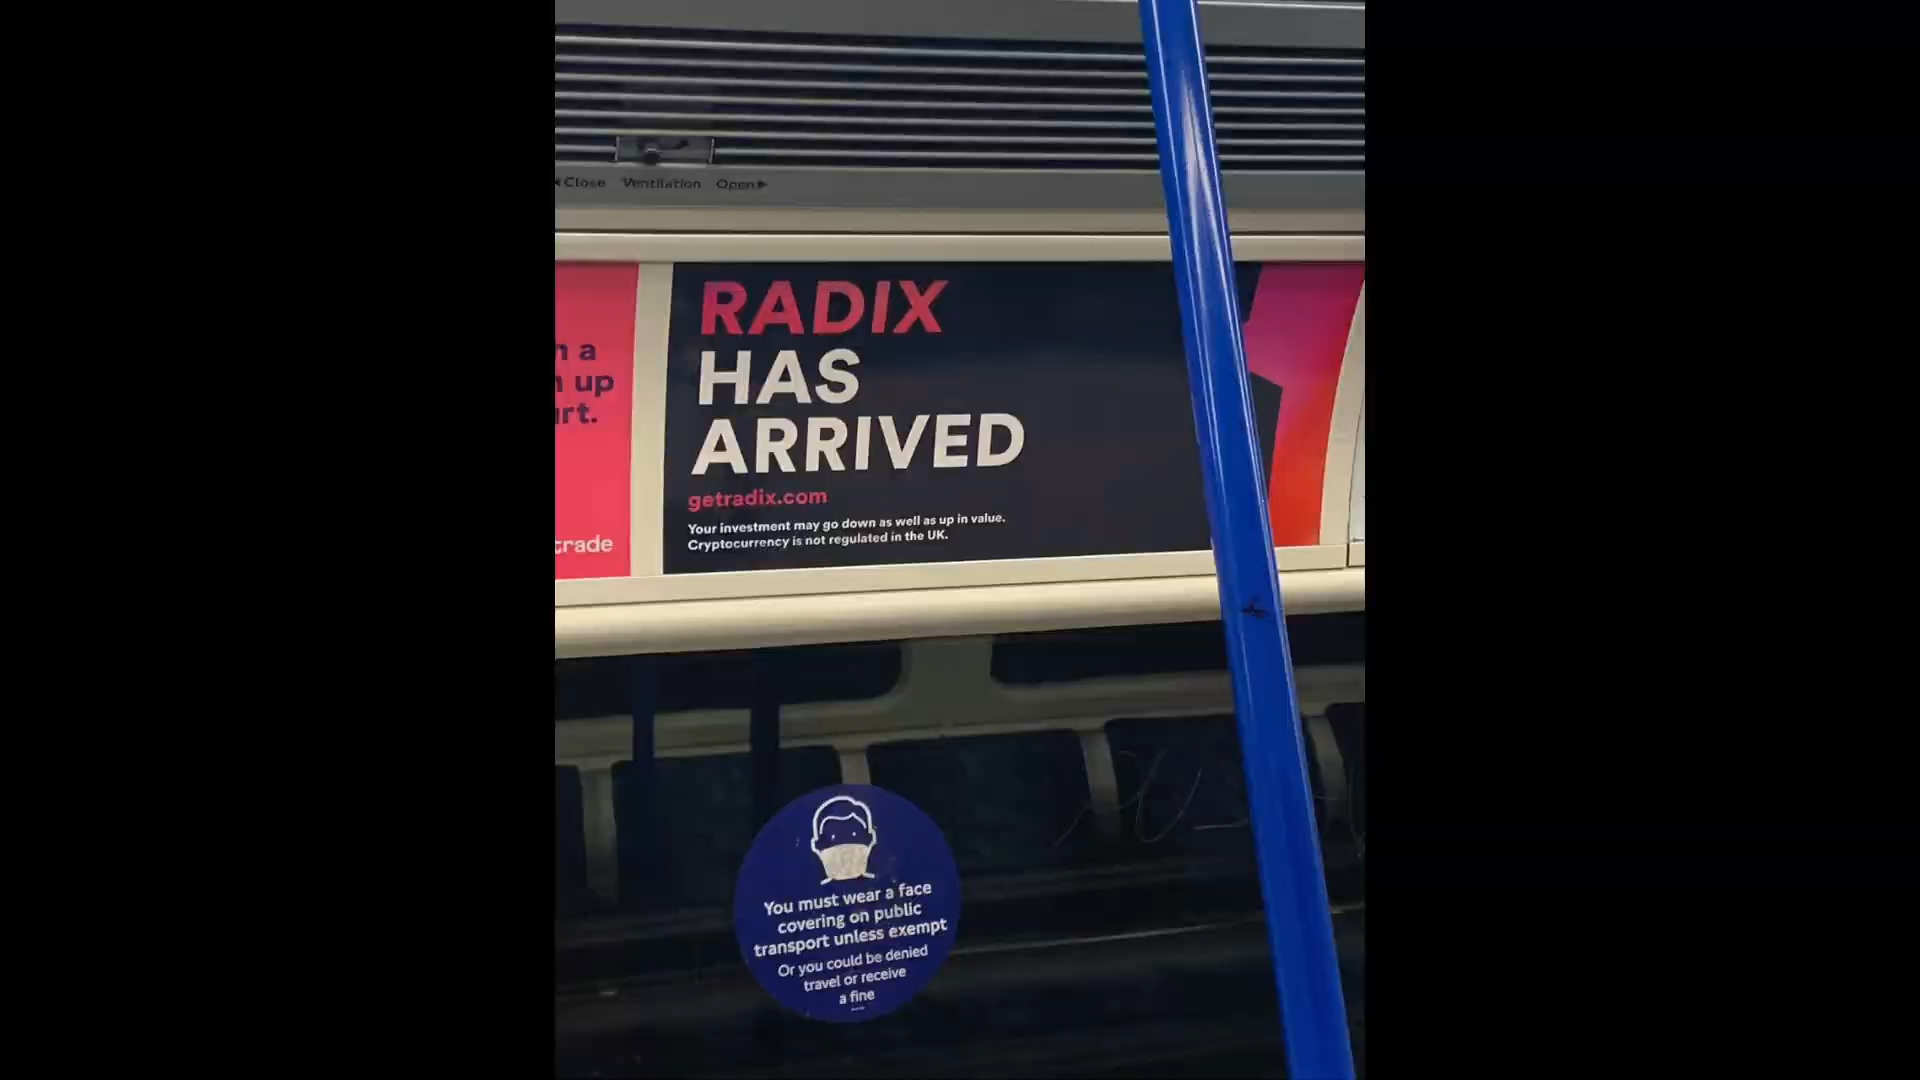 ◄Close Ventilation Open►
a
up
trade
RADIX
HAS
ARRIVED
getradix.com
Your investment may go down as well as up in value.
Cryptocurrency is not regulated in the UK.
You must wear a face
covering on public
transport unless exempt
Or you could be denied
travel or receive
a fine